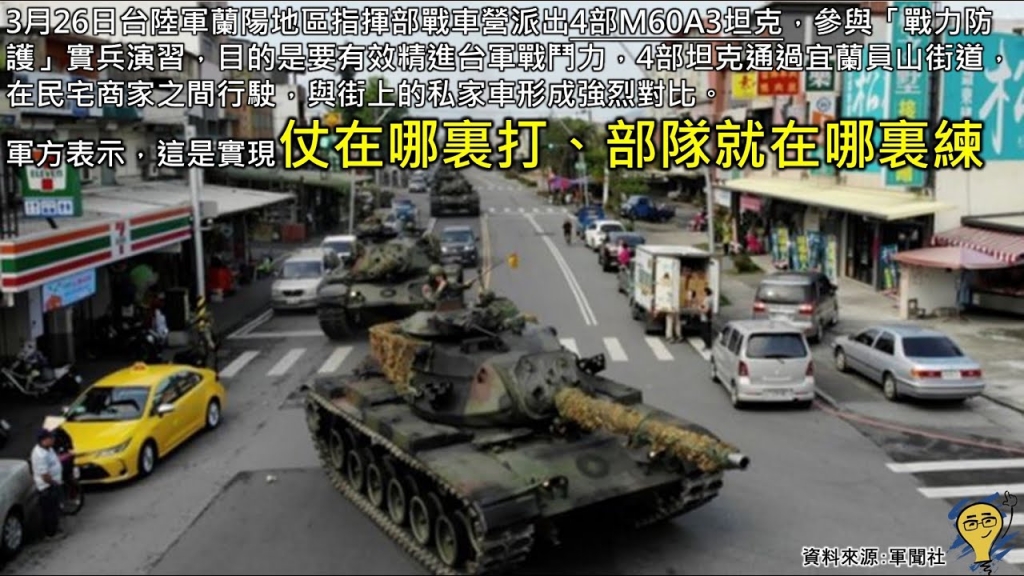 3月26日台陸軍蘭陽地區指揮部戰車營派出4部M60A3坦克，參與「戰力防
護」實兵演習，目的是要有效精進台軍戰鬥力，4部坦克通過宜蘭員山街道，
在民宅商家之間行駛，與街上的私家車形成強烈對比。
軍方表示，這是實現仗在哪裏打、部隊就在哪裏練
ELEVEN
資料來源：軍聞社